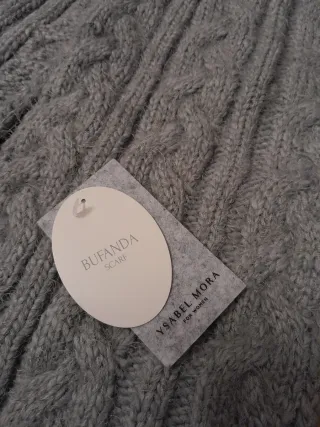 BUFANDA
SCARF
YSABEL MORA
FOR WOMEN